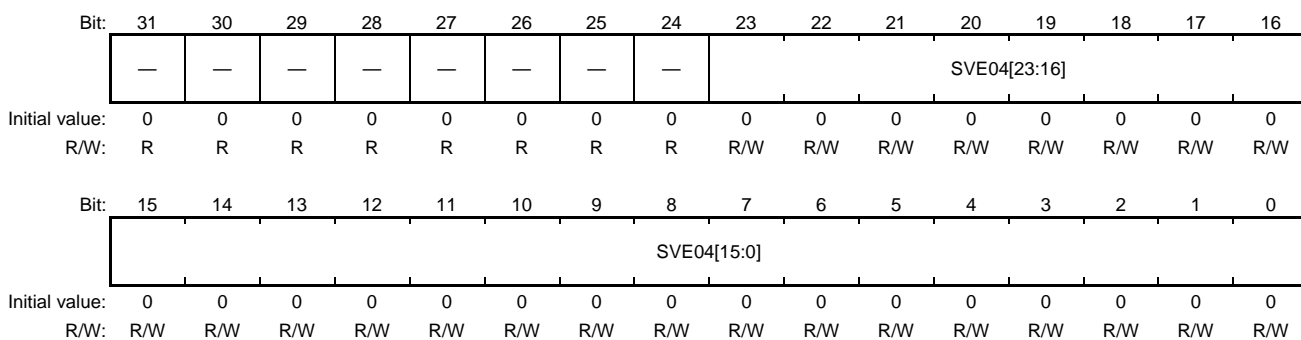 Bit: 31 30 29 28 27 26 25 24 23 22 21 20 19 18 17 16
— — — — — — — — SVE04[23:16]
Initial value: 0 0 0 0 0 0 0 0 0 0 0 0 0 0 0 0
R/W: R R R R R R R R R/W R/W R/W R/W R/W R/W R/W R/W
Bit: 15 14 13 12 11 10 9 8 7 6 5 4 3 2 1 0
SVE04[15:0]
Initial value: 0 0 0 0 0 0 0 0 0 0 0 0 0 0 0 0
R/W: R/W R/W R/W R/W R/W R/W R/W R/W R/W R/W R/W R/W R/W R/W R/W R/W